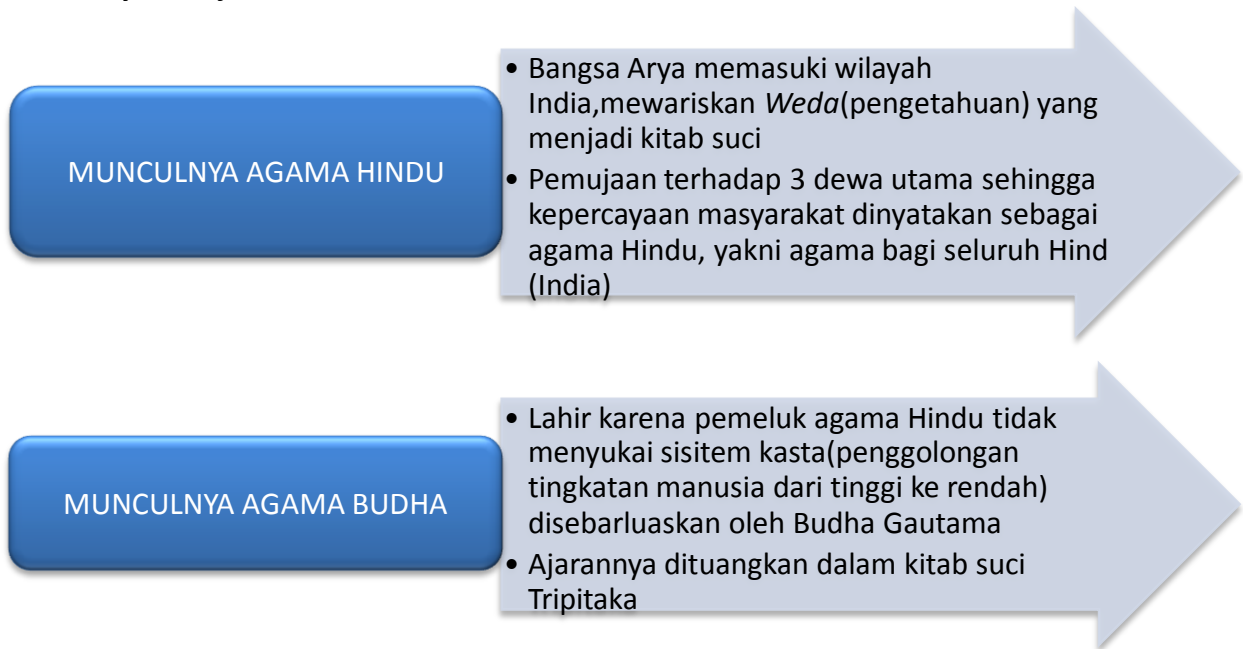 MUNCULNYA AGAMA HINDU
• Bangsa Arya memasuki wilayah
India,mewariskan Weda(pengetahuan) yang
menjadi kitab suci
• Pemujaan terhadap 3 dewa utama sehingga
kepercayaan masyarakat dinyatakan sebagai
agama Hindu, yakni agama bagi seluruh Hind
(India)
MUNCULNYA AGAMA BUDHA
• Lahir karena pemeluk agama Hindu tidak
menyukai sisitem kasta(penggolongan
tingkatan manusia dari tinggi ke rendah)
disebarluaskan oleh Budha Gautama
• Ajarannya dituangkan dalam kitab suci
Tripitaka